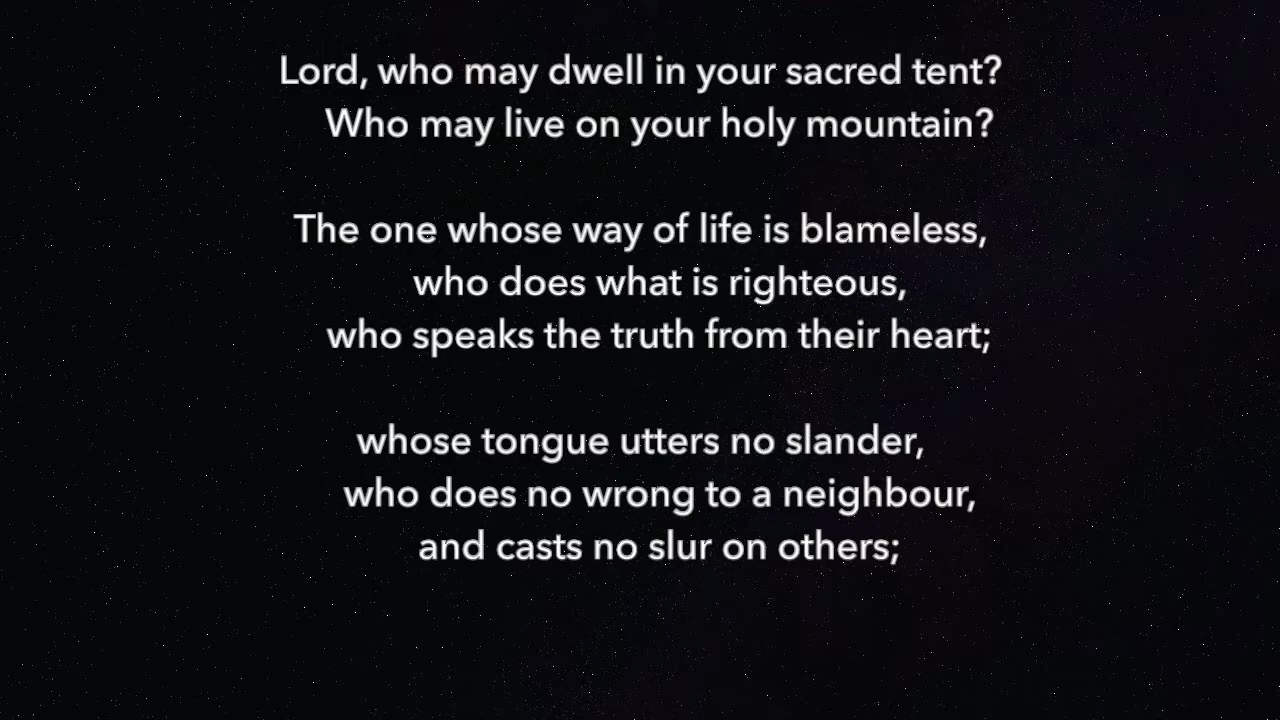 Lord, who may dwell in your sacred tent?
Who may live on your holy mountain?
The one whose way of life is blameless,
who does what is righteous,
who speaks the truth from their heart;
whose tongue utters no slander,
who does no wrong to a neighbour,
and casts no slur on others;